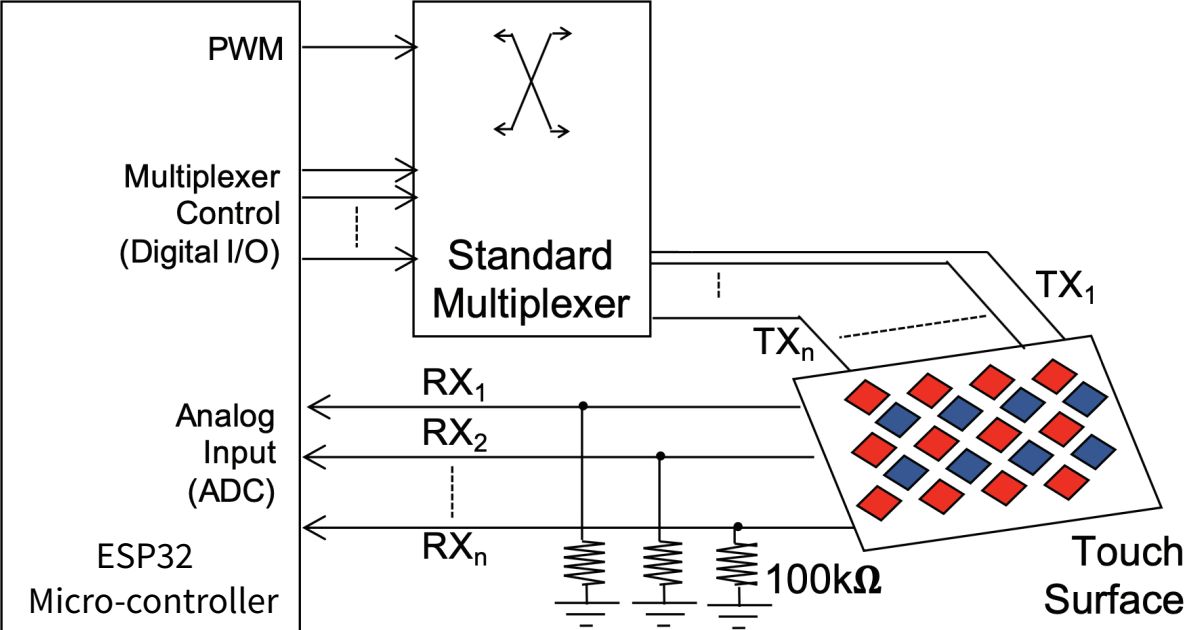 PWM
Multiplexer
Control
(Digital I/O)
Standard
Multiplexer
TX₁
TXₙ
RX₁
RX₂
RXₙ
Analog
Input
(ADC)
ESP32
Micro-controller
100kΩ
Touch
Surface